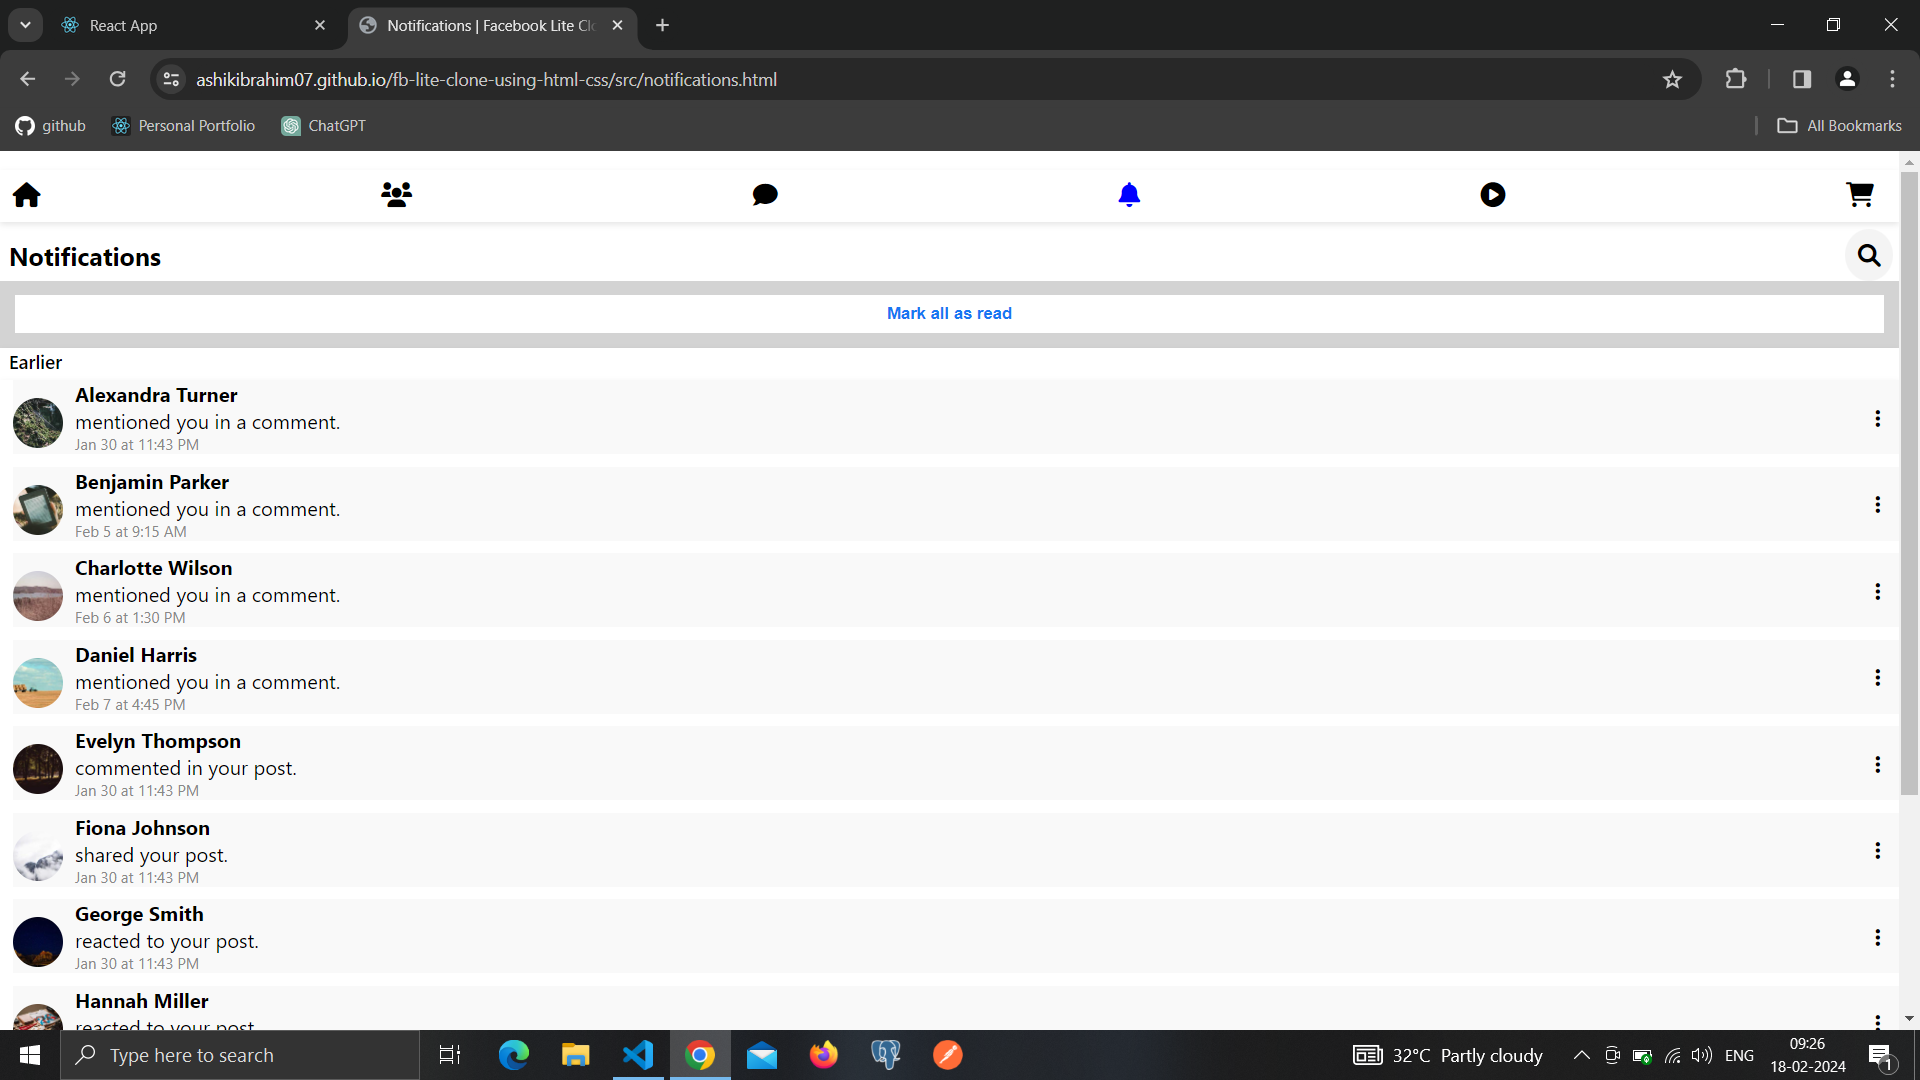 React App
Notifications | Facebook Lite Clo
ashikibrahim07.github.io/fb-lite-clone-using-html-css/src/notifications.html
github
Personal Portfolio
ChatGPT
All Bookmarks
Notifications
Mark all as read
Earlier
Alexandra Turner
mentioned you in a comment.
Jan 30 at 11:43 PM
Benjamin Parker
mentioned you in a comment.
Feb 5 at 9:15 AM
Charlotte Wilson
mentioned you in a comment.
Feb 6 at 1:30 PM
Daniel Harris
mentioned you in a comment.
Feb 7 at 4:45 PM
Evelyn Thompson
commented in your post.
Jan 30 at 11:43 PM
Fiona Johnson
shared your post.
Jan 30 at 11:43 PM
George Smith
reacted to your post.
Jan 30 at 11:43 PM
Hannah Miller
reacted to your post.
Type here to search
32°C Partly cloudy
ENG
09:26
18-02-2024
1